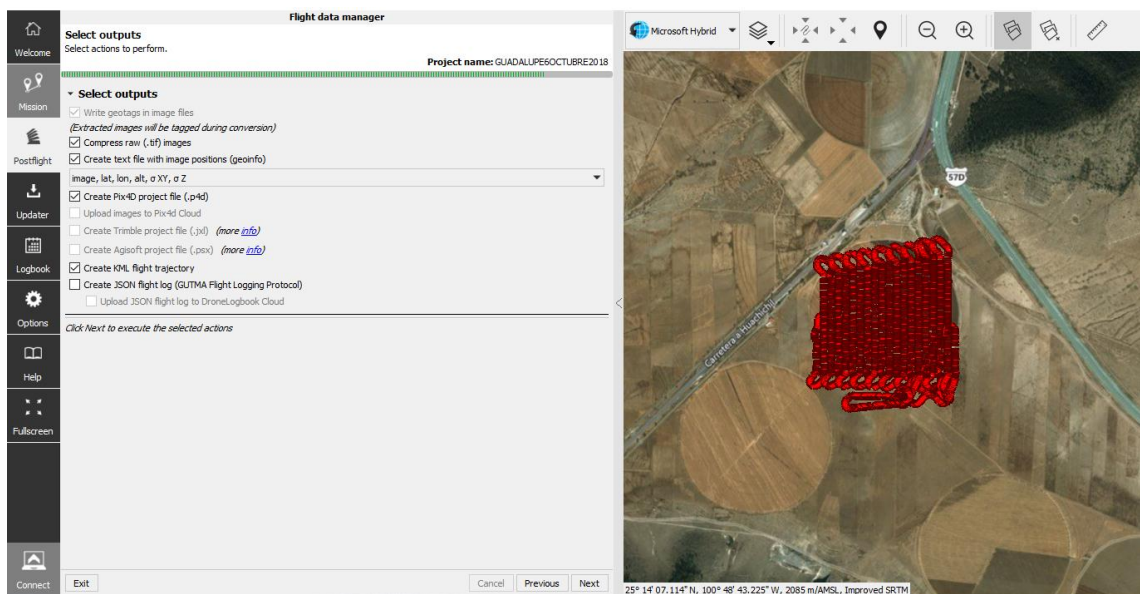 Flight data manager
Welcome
Mission
Postflight
Updater
Logbook
Options
Help
Fullscreen
Connect
Select outputs
Select actions to perform.
Project name: GUADALUPE6OCTUBRE2018
Select outputs
Write geotags in image files
(Extracted images will be tagged during conversion)
Compress raw (.tif) images
Create text file with image positions (geoinfo)
image, lat, lon, alt, σ XY, σ Z
Create Pix4D project file (.p4d)
Upload images to Pix4d Cloud
Create Trimble project file (.jxl) (more info)
Create Agisoft project file (.psx) (more info)
Create KML flight trajectory
Create JSON flight log (GUTMA Flight Logging Protocol)
Upload JSON flight log to DroneLogbook Cloud
Click Next to execute the selected actions
Exit
Cancel
Previous
Next
Microsoft Hybrid
57D
Carretera a Huachichil
25° 14' 07.114" N, 100° 48' 43.225" W, 2085 m/AMSL, Improved SRTM